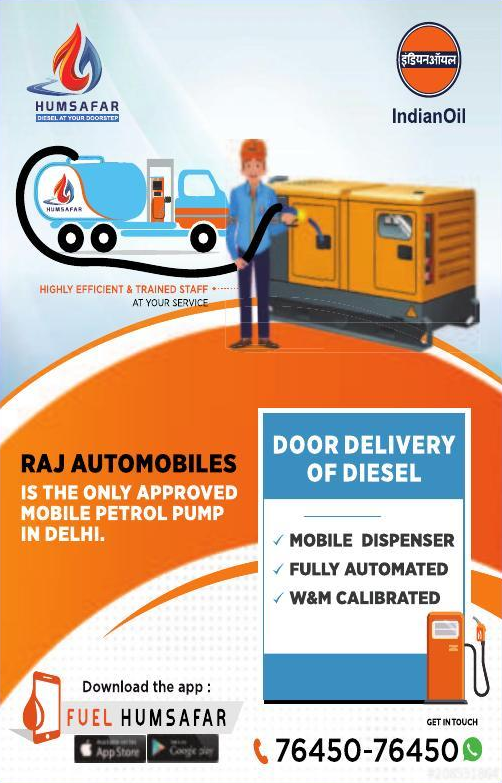 HUMSAFAR
DIESEL AT YOUR DOORSTEP
इंडियनऑयल
IndianOil
HUMSAFAR
HIGHLY EFFICIENT & TRAINED STAFF
AT YOUR SERVICE
RAJ AUTOMOBILES
IS THE ONLY APPROVED
MOBILE PETROL PUMP
IN DELHI.
DOOR DELIVERY
OF DIESEL
✓ MOBILE DISPENSER
✓ FULLY AUTOMATED
✓ W&M CALIBRATED
Download the app :
FUEL HUMSAFAR
App Store
Google play
GET IN TOUCH
76450-76450